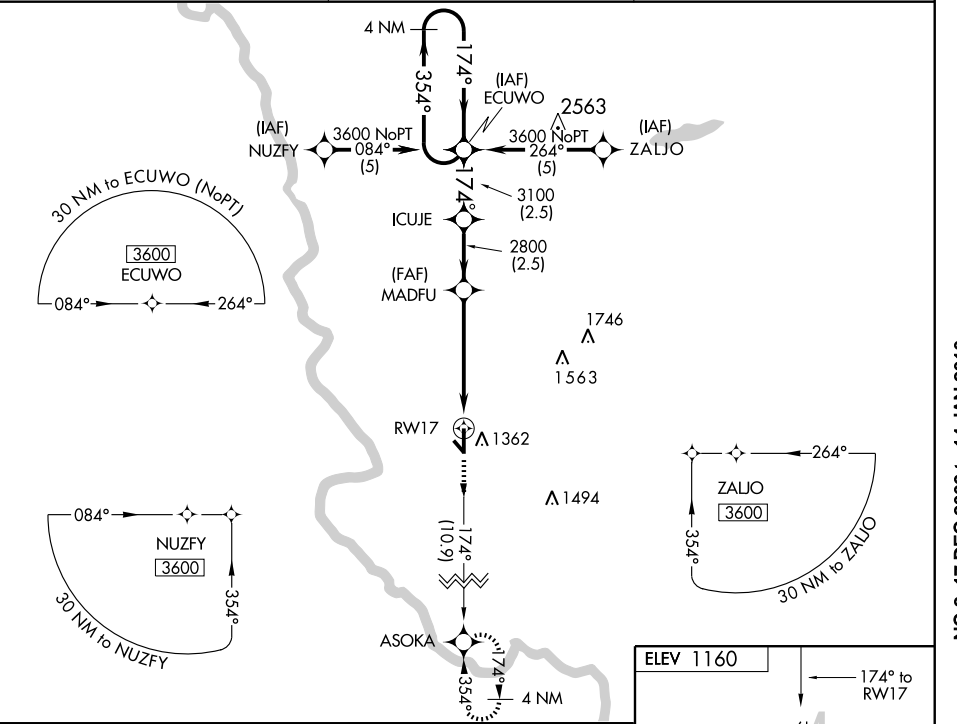 4 NM
174°
354°
(IAF)
ECUWO
2563
(IAF)
NUZFY
3600 NoPT
084°
(5)
3600 NoPT
264°
(5)
(IAF)
ZALJO
174°
3100
(2.5)
30 NM to ECUWO (NoPT)
3600
ECUWO
084°
264°
ICUJE
2800
(2.5)
(FAF)
MADFU
1746
1563
RW17
1362
1494
264°
ZALJO
3600
354°
30 NM to ZALJO
084°
NUZFY
3600
354°
30 NM to NUZFY
174°
(10.9)
ASOKA
174°
354°
4 NM
ELEV 1160
174° to
RW17